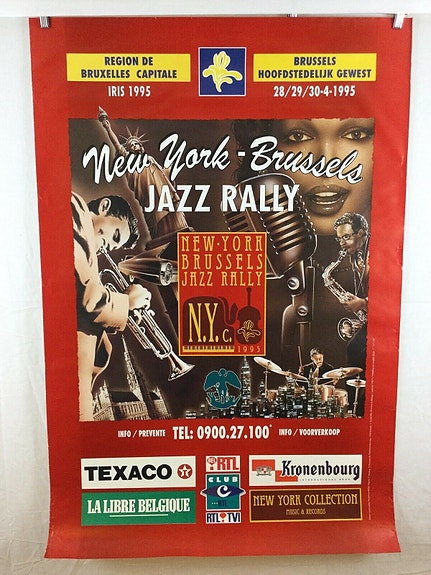 REGION DE
BRUXELLES CAPITALE
IRIS 1995
BRUSSELS
HOOFDSTEDELIJK GEWEST
28/29/30-4-1995
New York - Brussels
JAZZ RALLY
NEW-YORK
BRUSSELS
JAZZ RALLY
N.Y.C.
1995
INFO / PREVENTE TEL: 0900.27.100* INFO / VOORVERKOOP
TEXACO
RTL
Kronenbourg
LA LIBRE BELGIQUE
CLUB
RTL TVI
NEW YORK COLLECTION
MUSIC & RECORDS